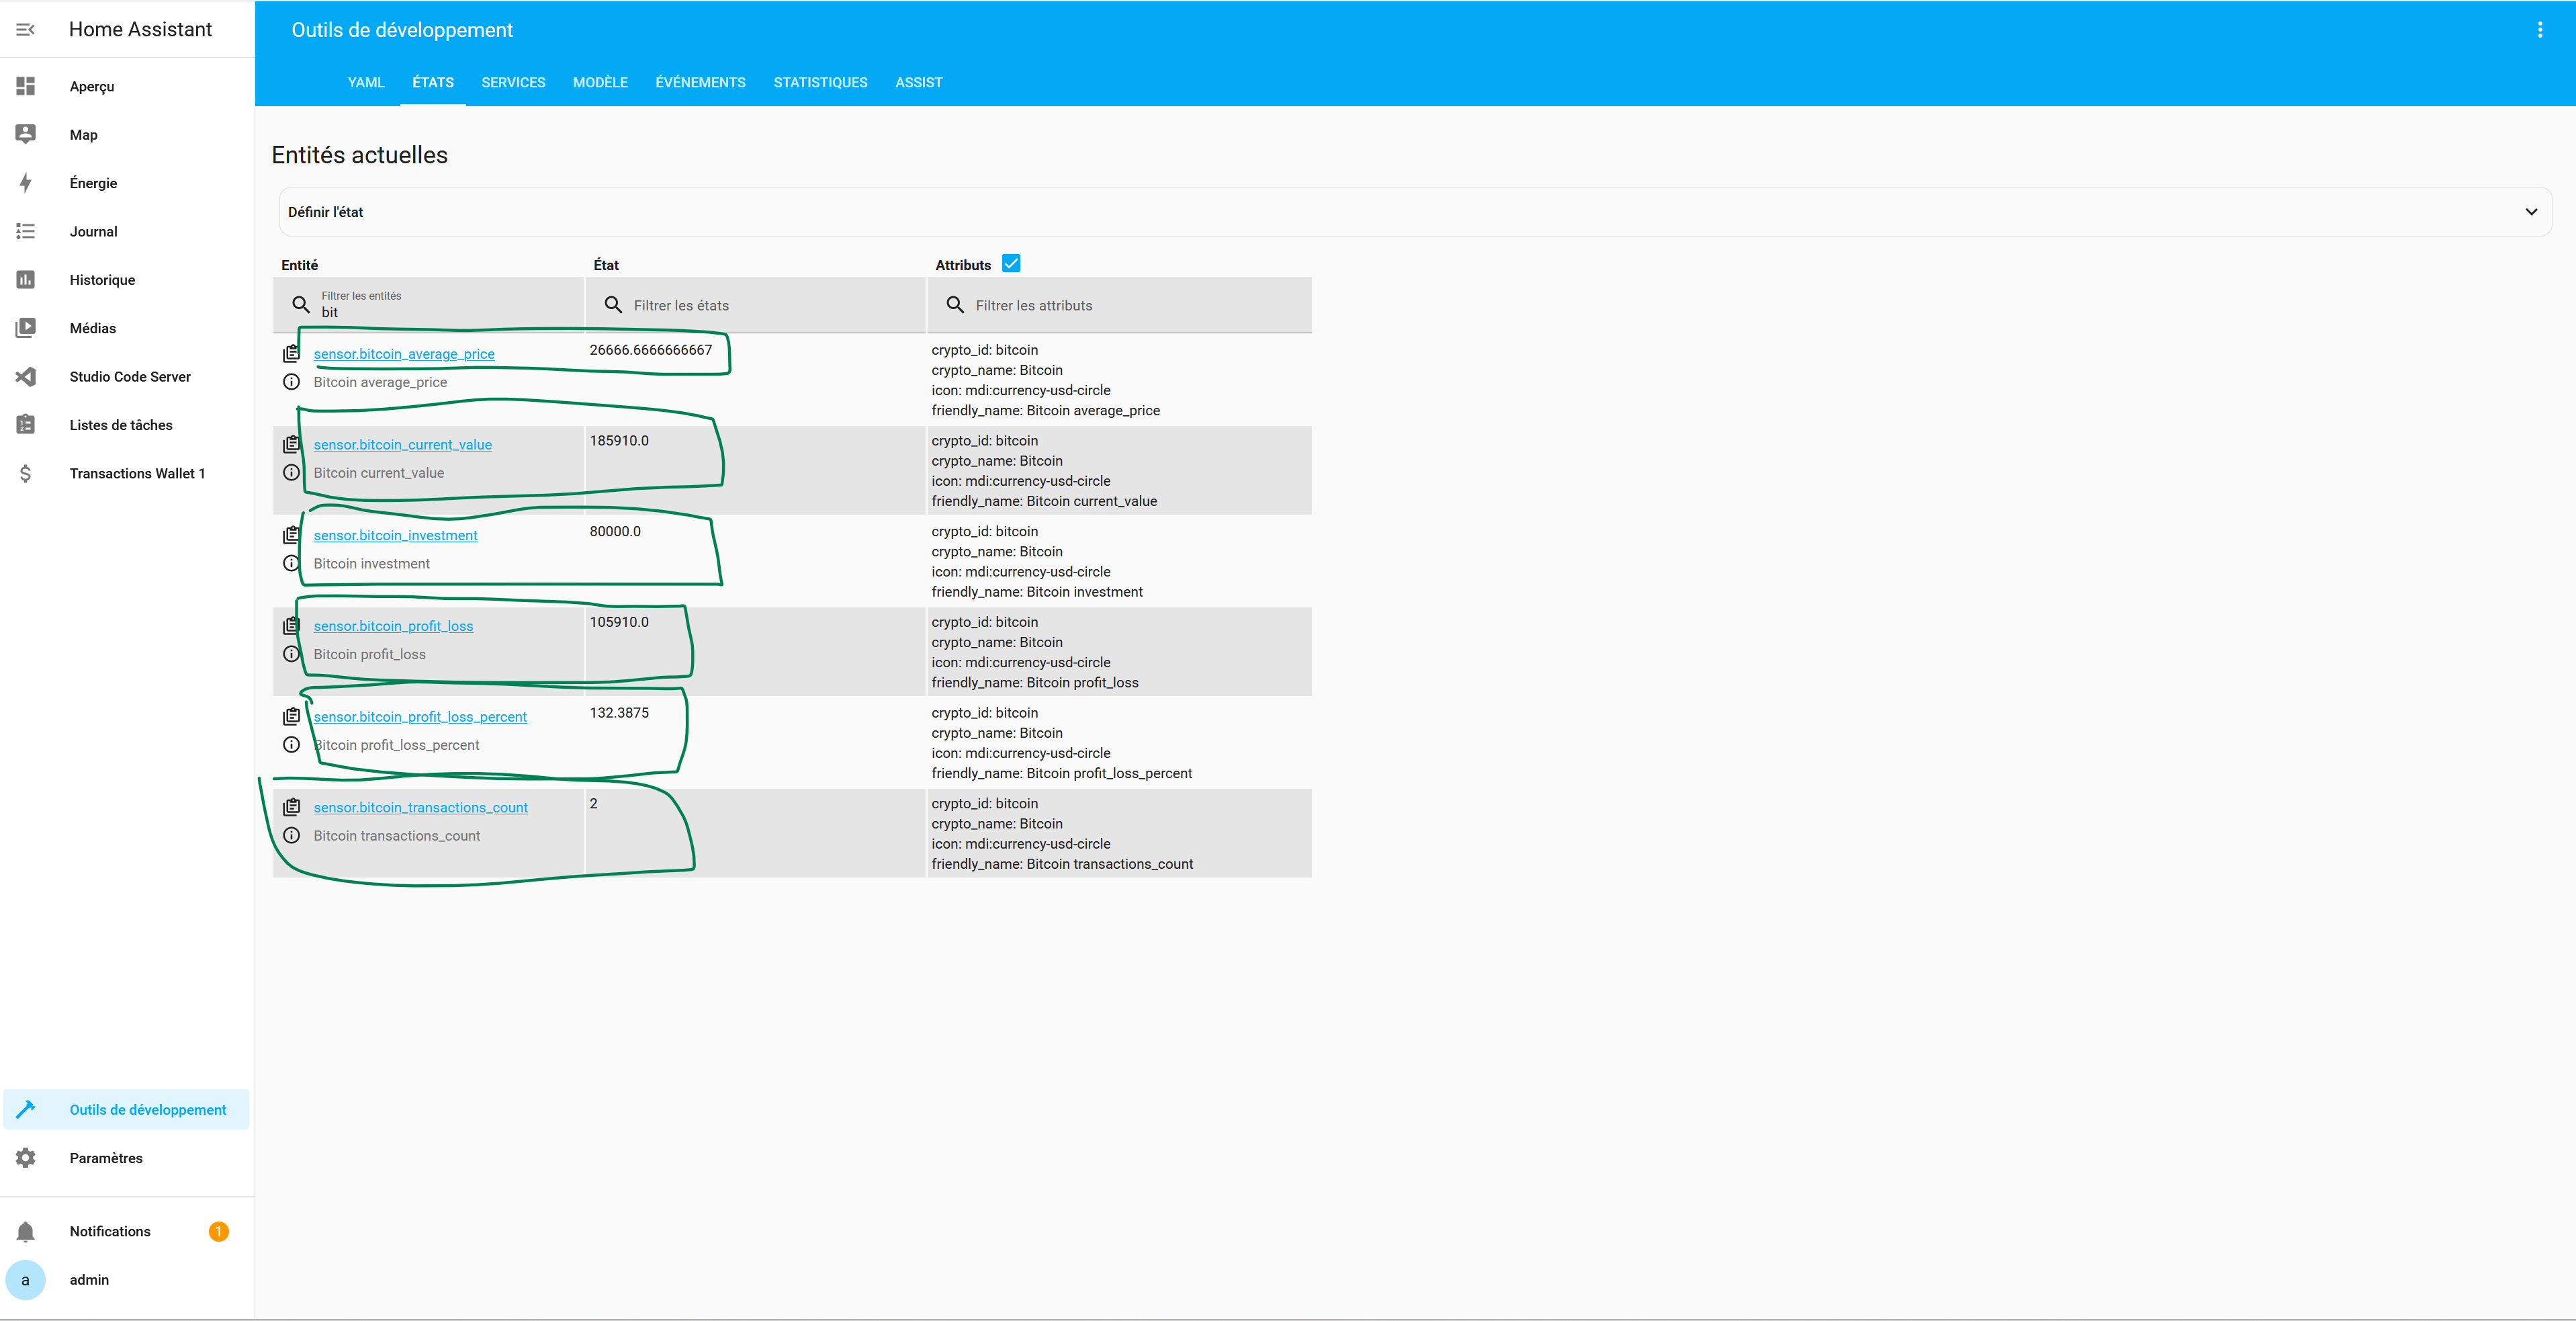 Home Assistant
Outils de développement
YAML ÉTATS SERVICES MODÈLE ÉVÉNEMENTS STATISTIQUES ASSIST
Aperçu
Map
Énergie
Journal
Historique
Médias
Studio Code Server
Listes de tâches
Transactions Wallet 1
Outils de développement
Paramètres
Notifications 1
a admin
Entités actuelles
Définir l'état
Entité État Attributs
Filtrer les entités
bit Filtrer les états Filtrer les attributs
sensor.bitcoin_average_price 26666.6666666667
Bitcoin average_price
crypto_id: bitcoin
crypto_name: Bitcoin
icon: mdi:currency-usd-circle
friendly_name: Bitcoin average_price
sensor.bitcoin_current_value 185910.0
Bitcoin current_value
crypto_id: bitcoin
crypto_name: Bitcoin
icon: mdi:currency-usd-circle
friendly_name: Bitcoin current_value
sensor.bitcoin_investment 80000.0
Bitcoin investment
crypto_id: bitcoin
crypto_name: Bitcoin
icon: mdi:currency-usd-circle
friendly_name: Bitcoin investment
sensor.bitcoin_profit_loss 105910.0
Bitcoin profit_loss
crypto_id: bitcoin
crypto_name: Bitcoin
icon: mdi:currency-usd-circle
friendly_name: Bitcoin profit_loss
sensor.bitcoin_profit_loss_percent 132.3875
Bitcoin profit_loss_percent
crypto_id: bitcoin
crypto_name: Bitcoin
icon: mdi:currency-usd-circle
friendly_name: Bitcoin profit_loss_percent
sensor.bitcoin_transactions_count 2
Bitcoin transactions_count
crypto_id: bitcoin
crypto_name: Bitcoin
icon: mdi:currency-usd-circle
friendly_name: Bitcoin transactions_count